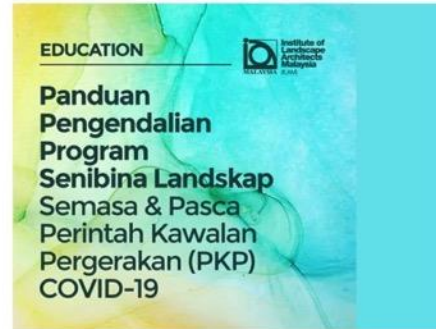 EDUCATION
Institute of
Landscape
Architects
Malaysia
(ILAM)
MALAYSIA
Panduan
Pengendalian
Program
Senibina Landskap
Semasa & Pasca
Perintah Kawalan
Pergerakan (PKP)
COVID-19